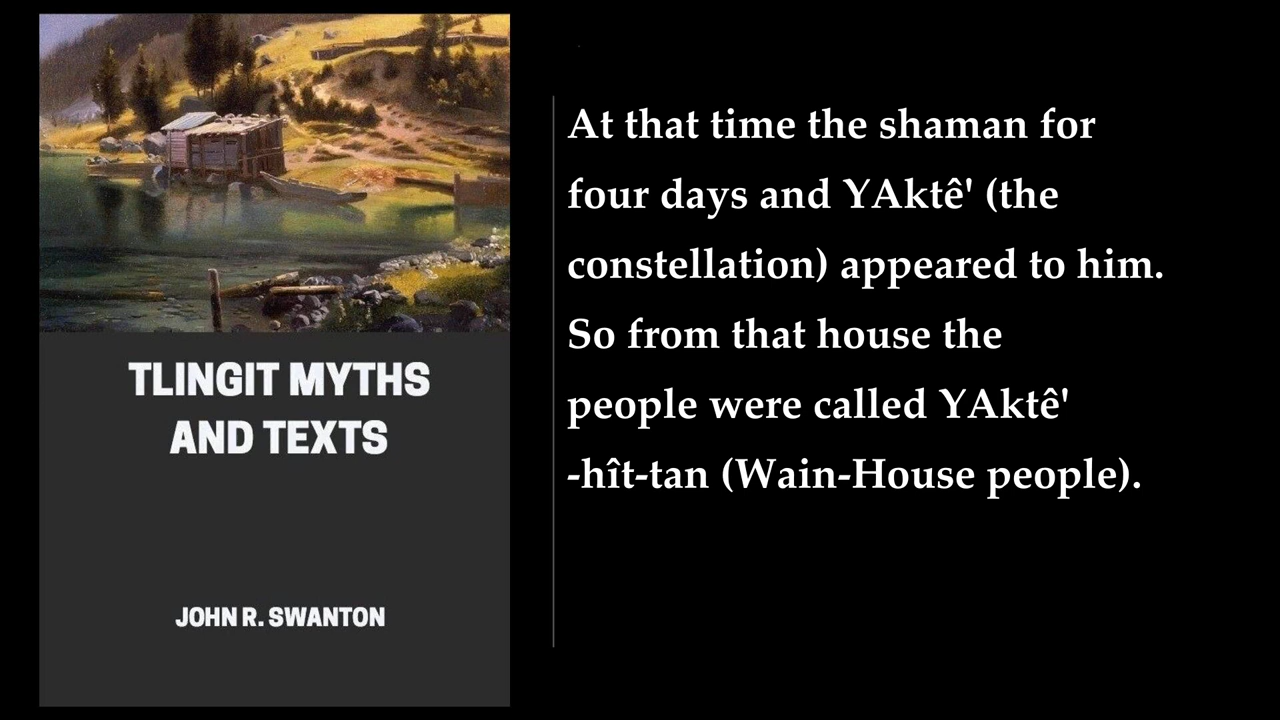 TLINGIT MYTHS
AND TEXTS
JOHN R. SWANTON
At that time the shaman for
four days and YAktê' (the
constellation) appeared to him.
So from that house the
people were called YAktê'
-hît-tan (Wain-House people).